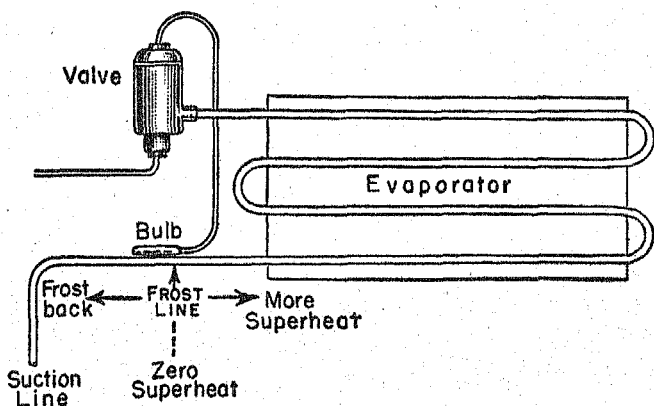 Valve
Evaporator
Bulb
Frost back
FROST LINE
More Superheat
Zero Superheat
Suction Line